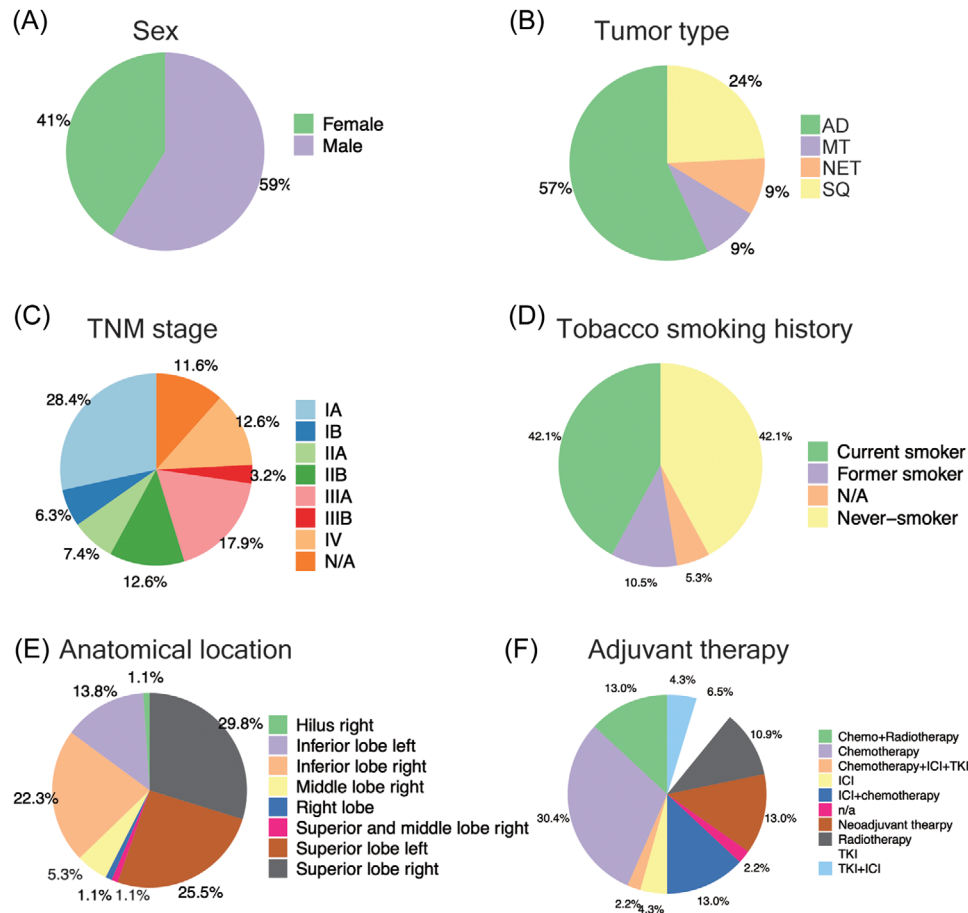 (A)
Sex
41%
59%
Female
Male
(B)
Tumor type
24%
57%
9%
9%
AD
MT
NET
SQ
(C)
TNM stage
11.6%
28.4%
12.6%
3.2%
6.3%
7.4%
17.9%
12.6%
IA
IB
IIA
IIB
IIIA
IIIB
IV
N/A
(D)
Tobacco smoking history
42.1%
42.1%
10.5%
5.3%
Current smoker
Former smoker
N/A
Never–smoker
(E)
Anatomical location
1.1%
13.8%
29.8%
22.3%
5.3%
1.1%
1.1%
25.5%
Hilus right
Inferior lobe left
Inferior lobe right
Middle lobe right
Right lobe
Superior and middle lobe right
Superior lobe left
Superior lobe right
(F)
Adjuvant therapy
4.3%
13.0%
6.5%
10.9%
30.4%
13.0%
2.2%
2.2%
4.3%
13.0%
Chemo+Radiotherapy
Chemotherapy
Chemotherapy+ICI+TKI
ICI
ICI+chemotherapy
n/a
Neoadjuvant thearpy
Radiotherapy
TKI
TKI+ICI